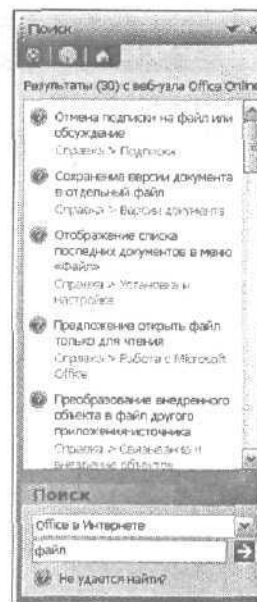 Поиск
Результаты (30) с веб-узла Office Online
Отмена подписки на файл или
обсуждение
Справка > Подписки
Сохранение версии документа
в отдельный файл
Справка > Версии документа
Отображение списка
последних документов в меню
«Файл»
Справка > Установка и
настройка
Предложение открыть файл
только для чтения
Справка > Работа с Microsoft
Office
Преобразование внедренного
объекта в файл другого
приложения-источника
Справка > Связывание и
внедрение объектов
Поиск
Office в Интернете
файл
Не удается найти?